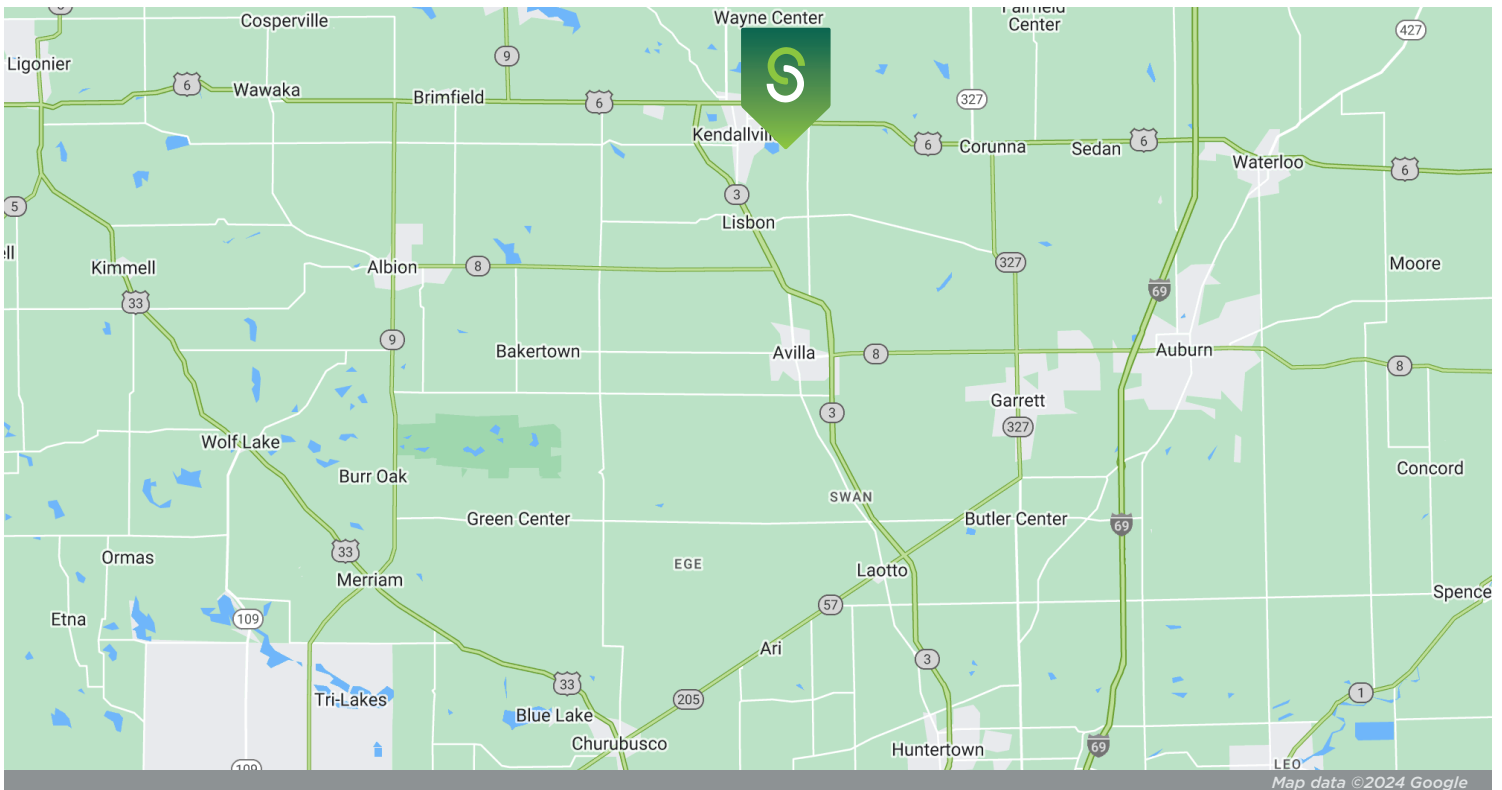 Cosperville
Wayne Center
Fairfield
Center
427
Ligonier
9
6
Wawaka
Brimfield
6
327
Kendallville
6
Corunna
Sedan
6
Waterloo
6
5
3
Lisbon
Kimmell
Albion
8
327
Moore
33
69
9
Bakertown
Avilla
8
Auburn
8
Garrett
3
327
Wolf Lake
Burr Oak
Concord
SWAN
Green Center
Butler Center
69
33
Ormas
EGE
Laotto
Merriam
Spence
57
Etna
109
Ari
3
Tri-Lakes
33
205
1
Blue Lake
Churubusco
Huntertown
69
LEO
109
Map data ©2024 Google